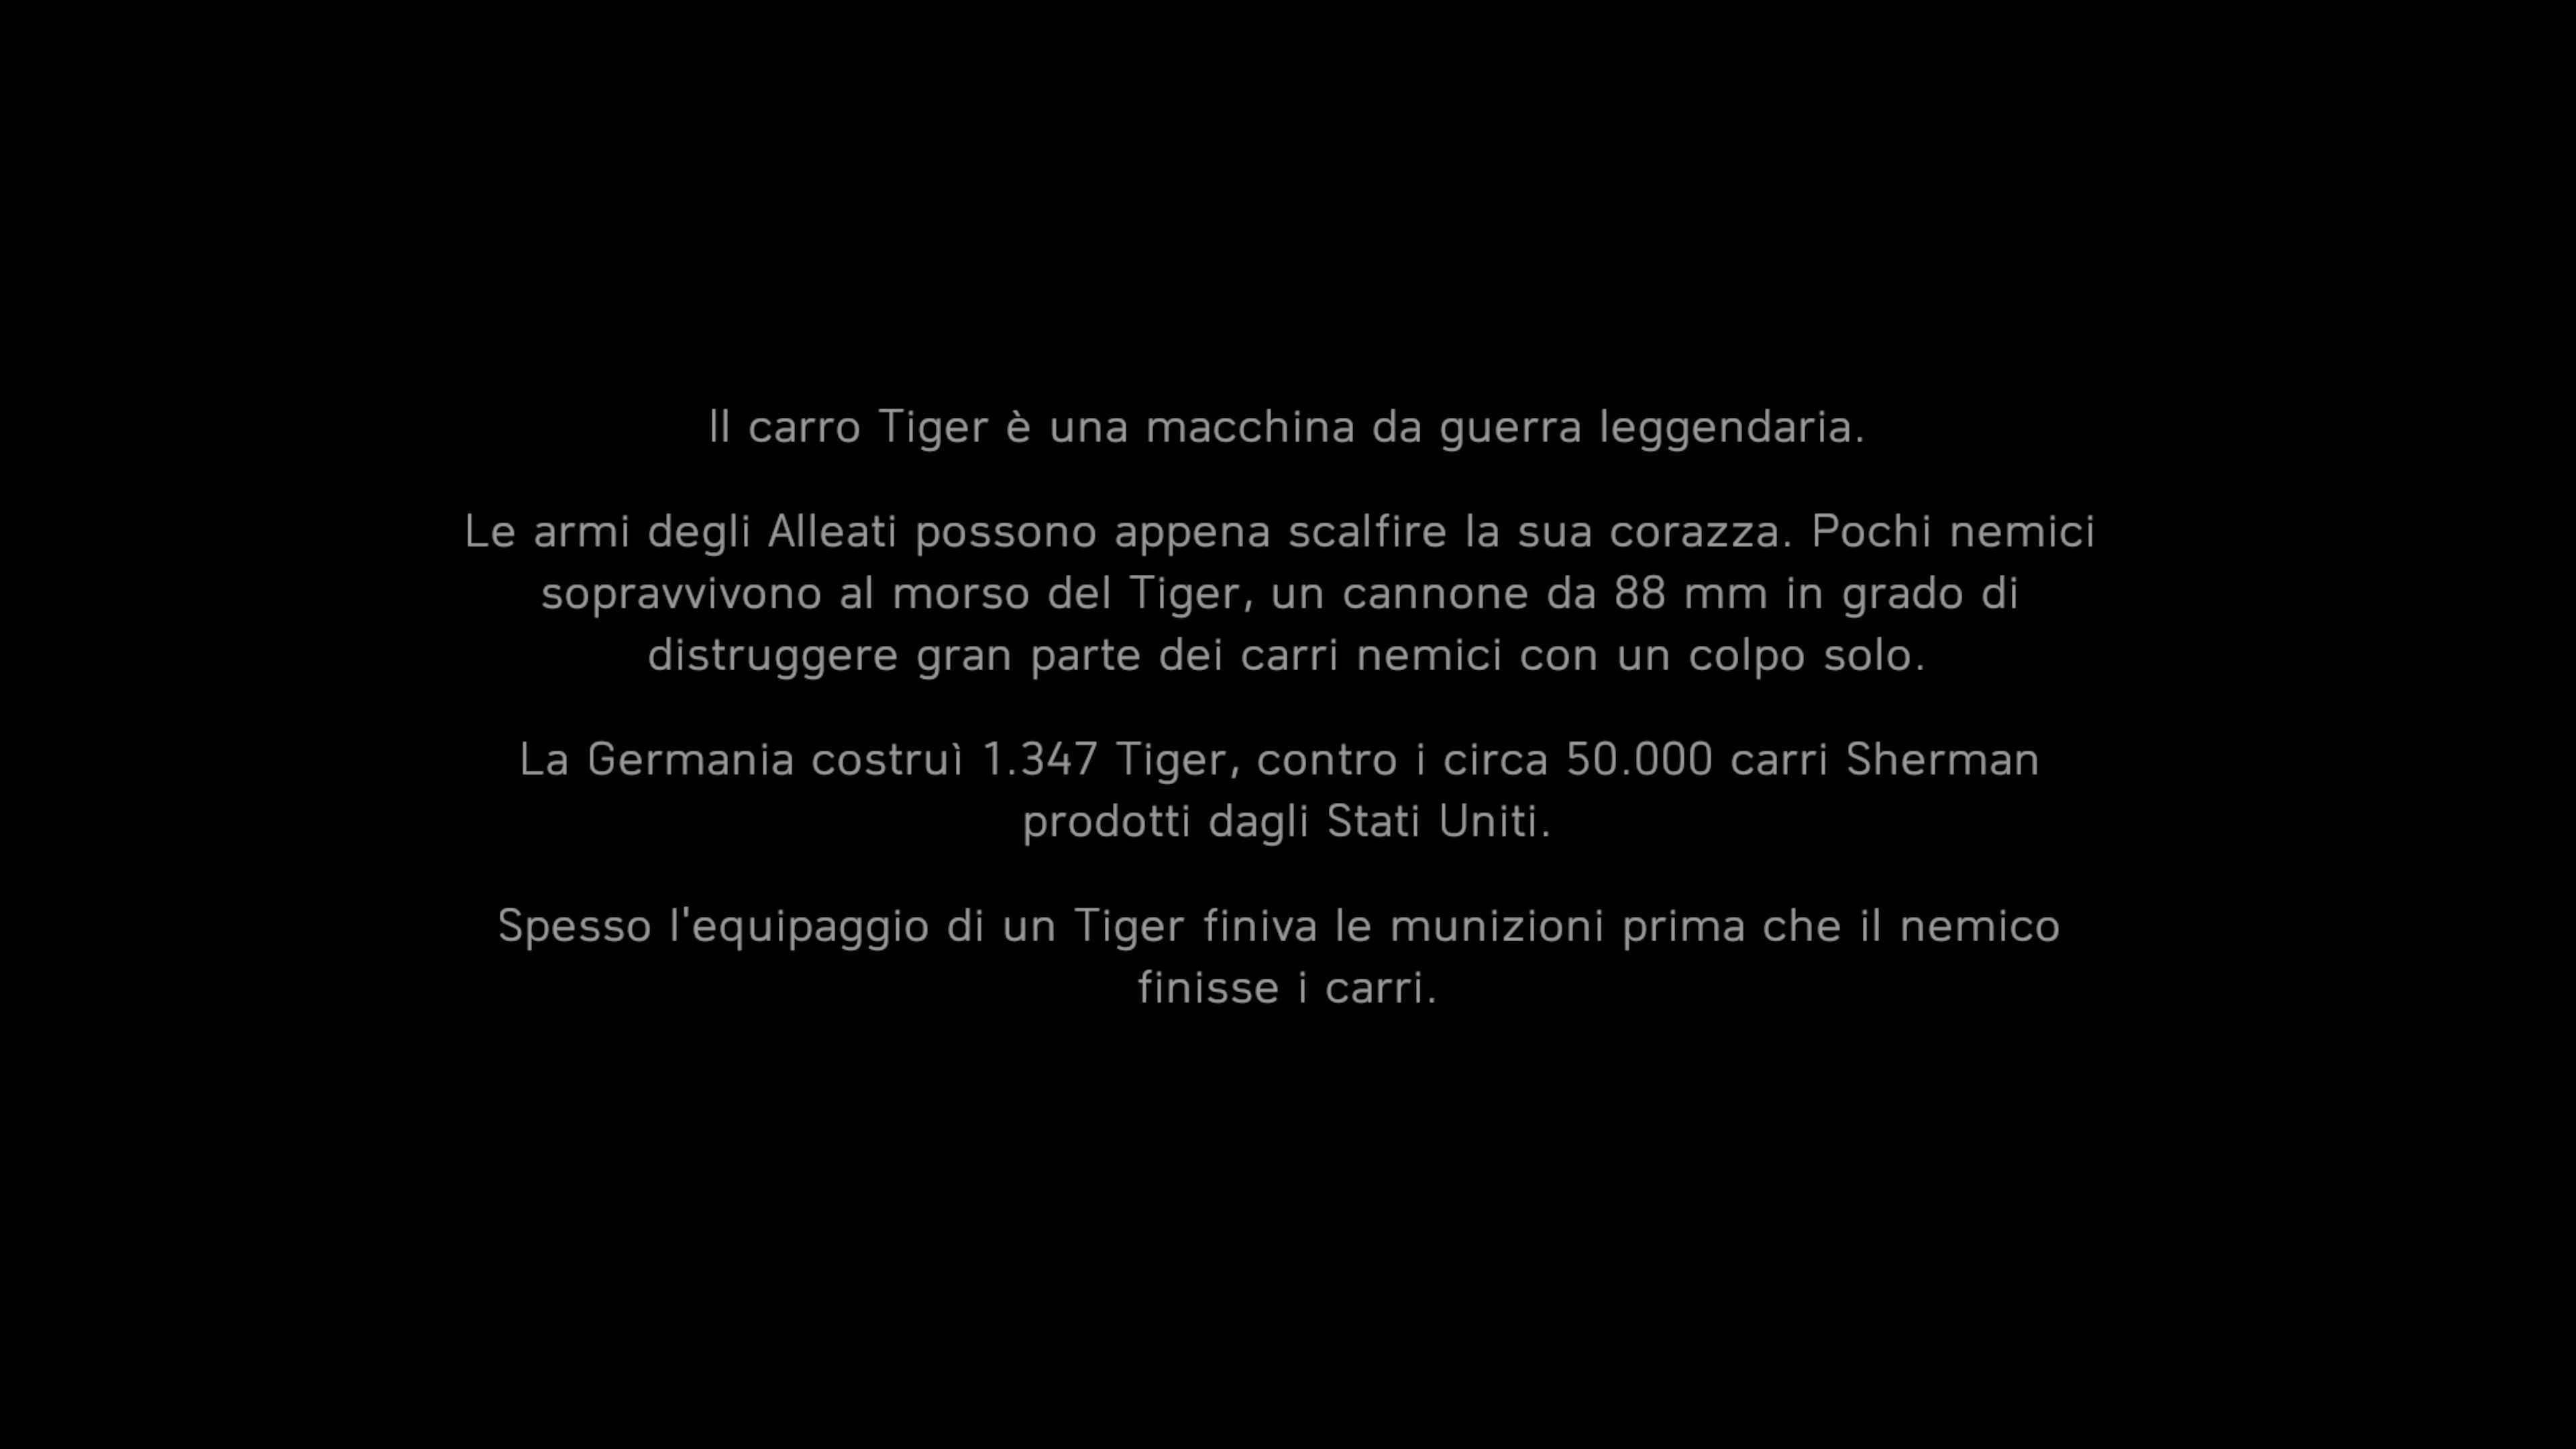 Il carro Tiger è una macchina da guerra leggendaria.
Le armi degli Alleati possono appena scalfire la sua corazza. Pochi nemici
sopravvivono al morso del Tiger, un cannone da 88 mm in grado di
distruggere gran parte dei carri nemici con un colpo solo.
La Germania costruì 1.347 Tiger, contro i circa 50.000 carri Sherman
prodotti dagli Stati Uniti.
Spesso l'equipaggio di un Tiger finiva le munizioni prima che il nemico
finisse i carri.